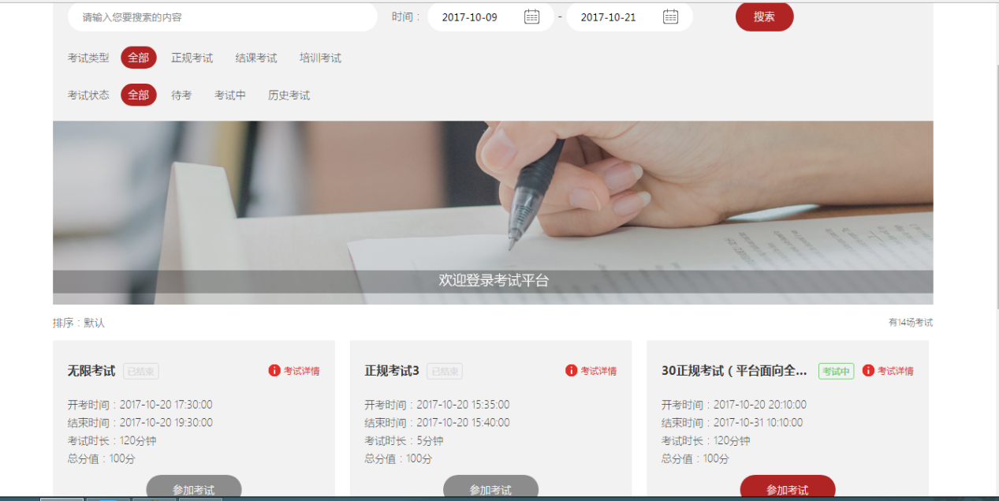 请输入您要搜索的内容 时间： 2017-10-09 - 2017-10-21 搜索
考试类型 全部 正规考试 结课考试 培训考试
考试状态 全部 待考 考试中 历史考试
欢迎登录考试平台
排序：默认 有14场考试
无限考试 已结束 考试详情
开考时间：2017-10-20 17:30:00
结束时间：2017-10-20 19:30:00
考试时长：120分钟
总分值：100分
参加考试
正规考试3 已结束 考试详情
开考时间：2017-10-20 15:35:00
结束时间：2017-10-20 15:40:00
考试时长：5分钟
总分值：100分
参加考试
30正规考试（平台面向全... 考试中 考试详情
开考时间：2017-10-20 20:10:00
结束时间：2017-10-31 10:10:00
考试时长：120分钟
总分值：100分
参加考试